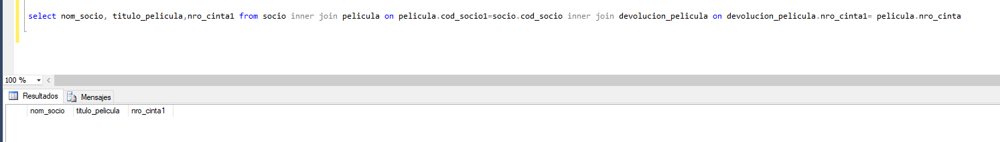 select nom_socio, titulo_pelicula,nro_cinta1 from socio inner join pelicula on pelicula.cod_socio1=socio.cod_socio inner join devolucion_pelicula on devolucion_pelicula.nro_cinta1= pelicula.nro_cinta
100 %
Resultados Mensajes
nom_socio titulo_pelicula nro_cinta1